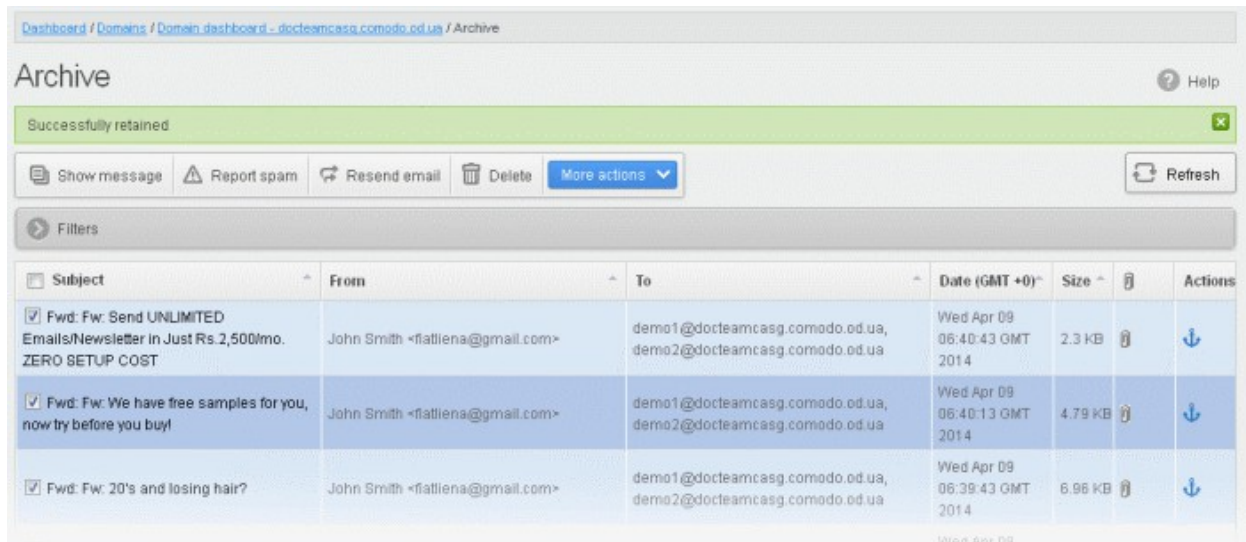 Dashboard / Domains / Domain dashboard - docteamcasg.comodo.od.ua / Archive
Archive
Help
Successfully retained
Show message Report spam Resend email Delete More actions Refresh
Filters
Subject From To Date (GMT +0) Size Actions
Fwd: Fw: Send UNLIMITED
Emails/Newsletter in Just Rs.2,500/mo.
ZERO SETUP COST
John Smith <flatliena@gmail.com>
demo1@docteamcasg.comodo.od.ua,
demo2@docteamcasg.comodo.od.ua
Wed Apr 09
06:40:43 GMT
2014
2.3 KB
Fwd: Fw: We have free samples for you,
now try before you buy!
John Smith <flatliena@gmail.com>
demo1@docteamcasg.comodo.od.ua,
demo2@docteamcasg.comodo.od.ua
Wed Apr 09
06:40:13 GMT
2014
4.79 KB
Fwd: Fw: 20's and losing hair?
John Smith <flatliena@gmail.com>
demo1@docteamcasg.comodo.od.ua,
demo2@docteamcasg.comodo.od.ua
Wed Apr 09
06:39:43 GMT
2014
6.96 KB
Wed Apr 09